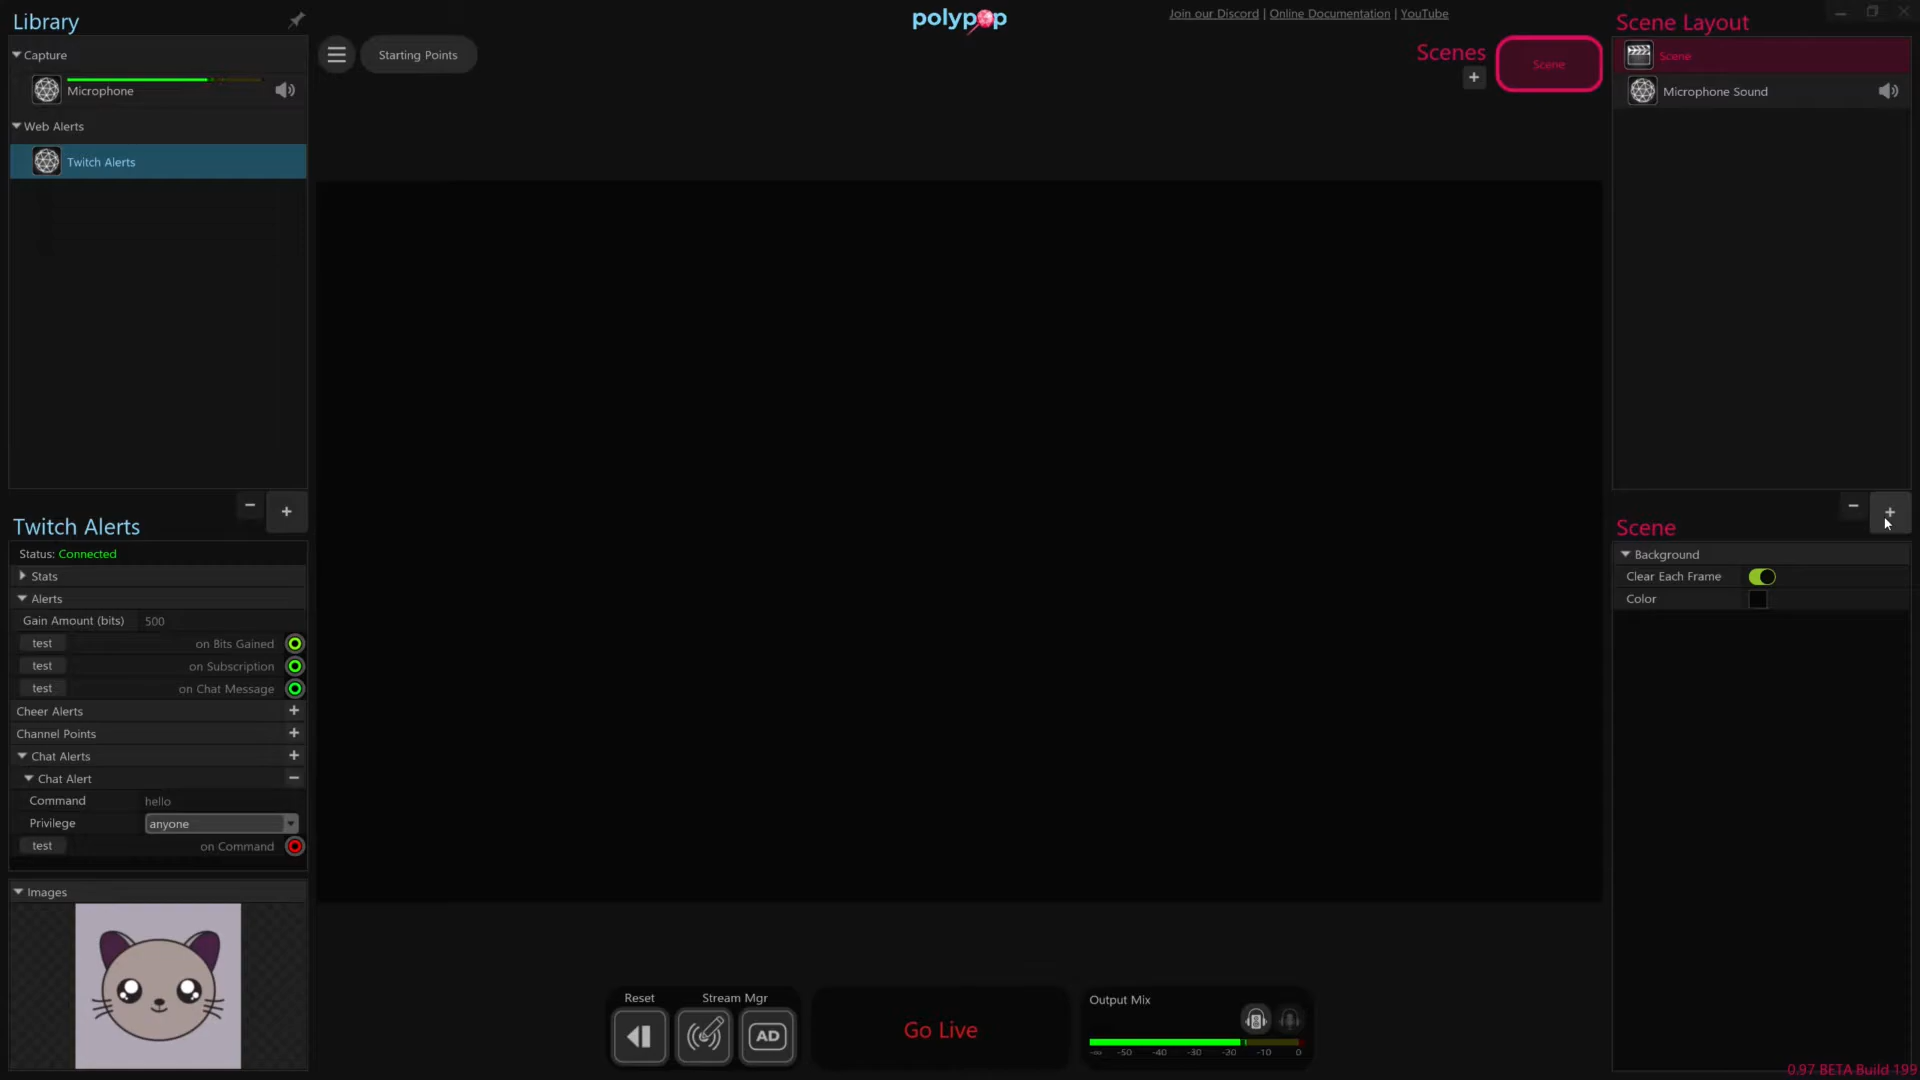 Library
Capture
Microphone
Web Alerts
Twitch Alerts
Starting Points
polypop
Join our Discord | Online Documentation | YouTube
Scenes
+
Scene
Scene Layout
Scene
Microphone Sound
- +
Twitch Alerts
Status: Connected
Stats
Alerts
Gain Amount (bits) 500
test on Bits Gained
test on Subscription
test on Chat Message
Cheer Alerts +
Channel Points +
Chat Alerts +
Chat Alert -
Command hello
Privilege anyone
test on Command
Images
Reset
Stream Mgr
AD
Go Live
Output Mix
-∞ -50 -40 -30 -20 -10 0
- +
Scene
Background
Clear Each Frame
Color
0.97 BETA Build 199